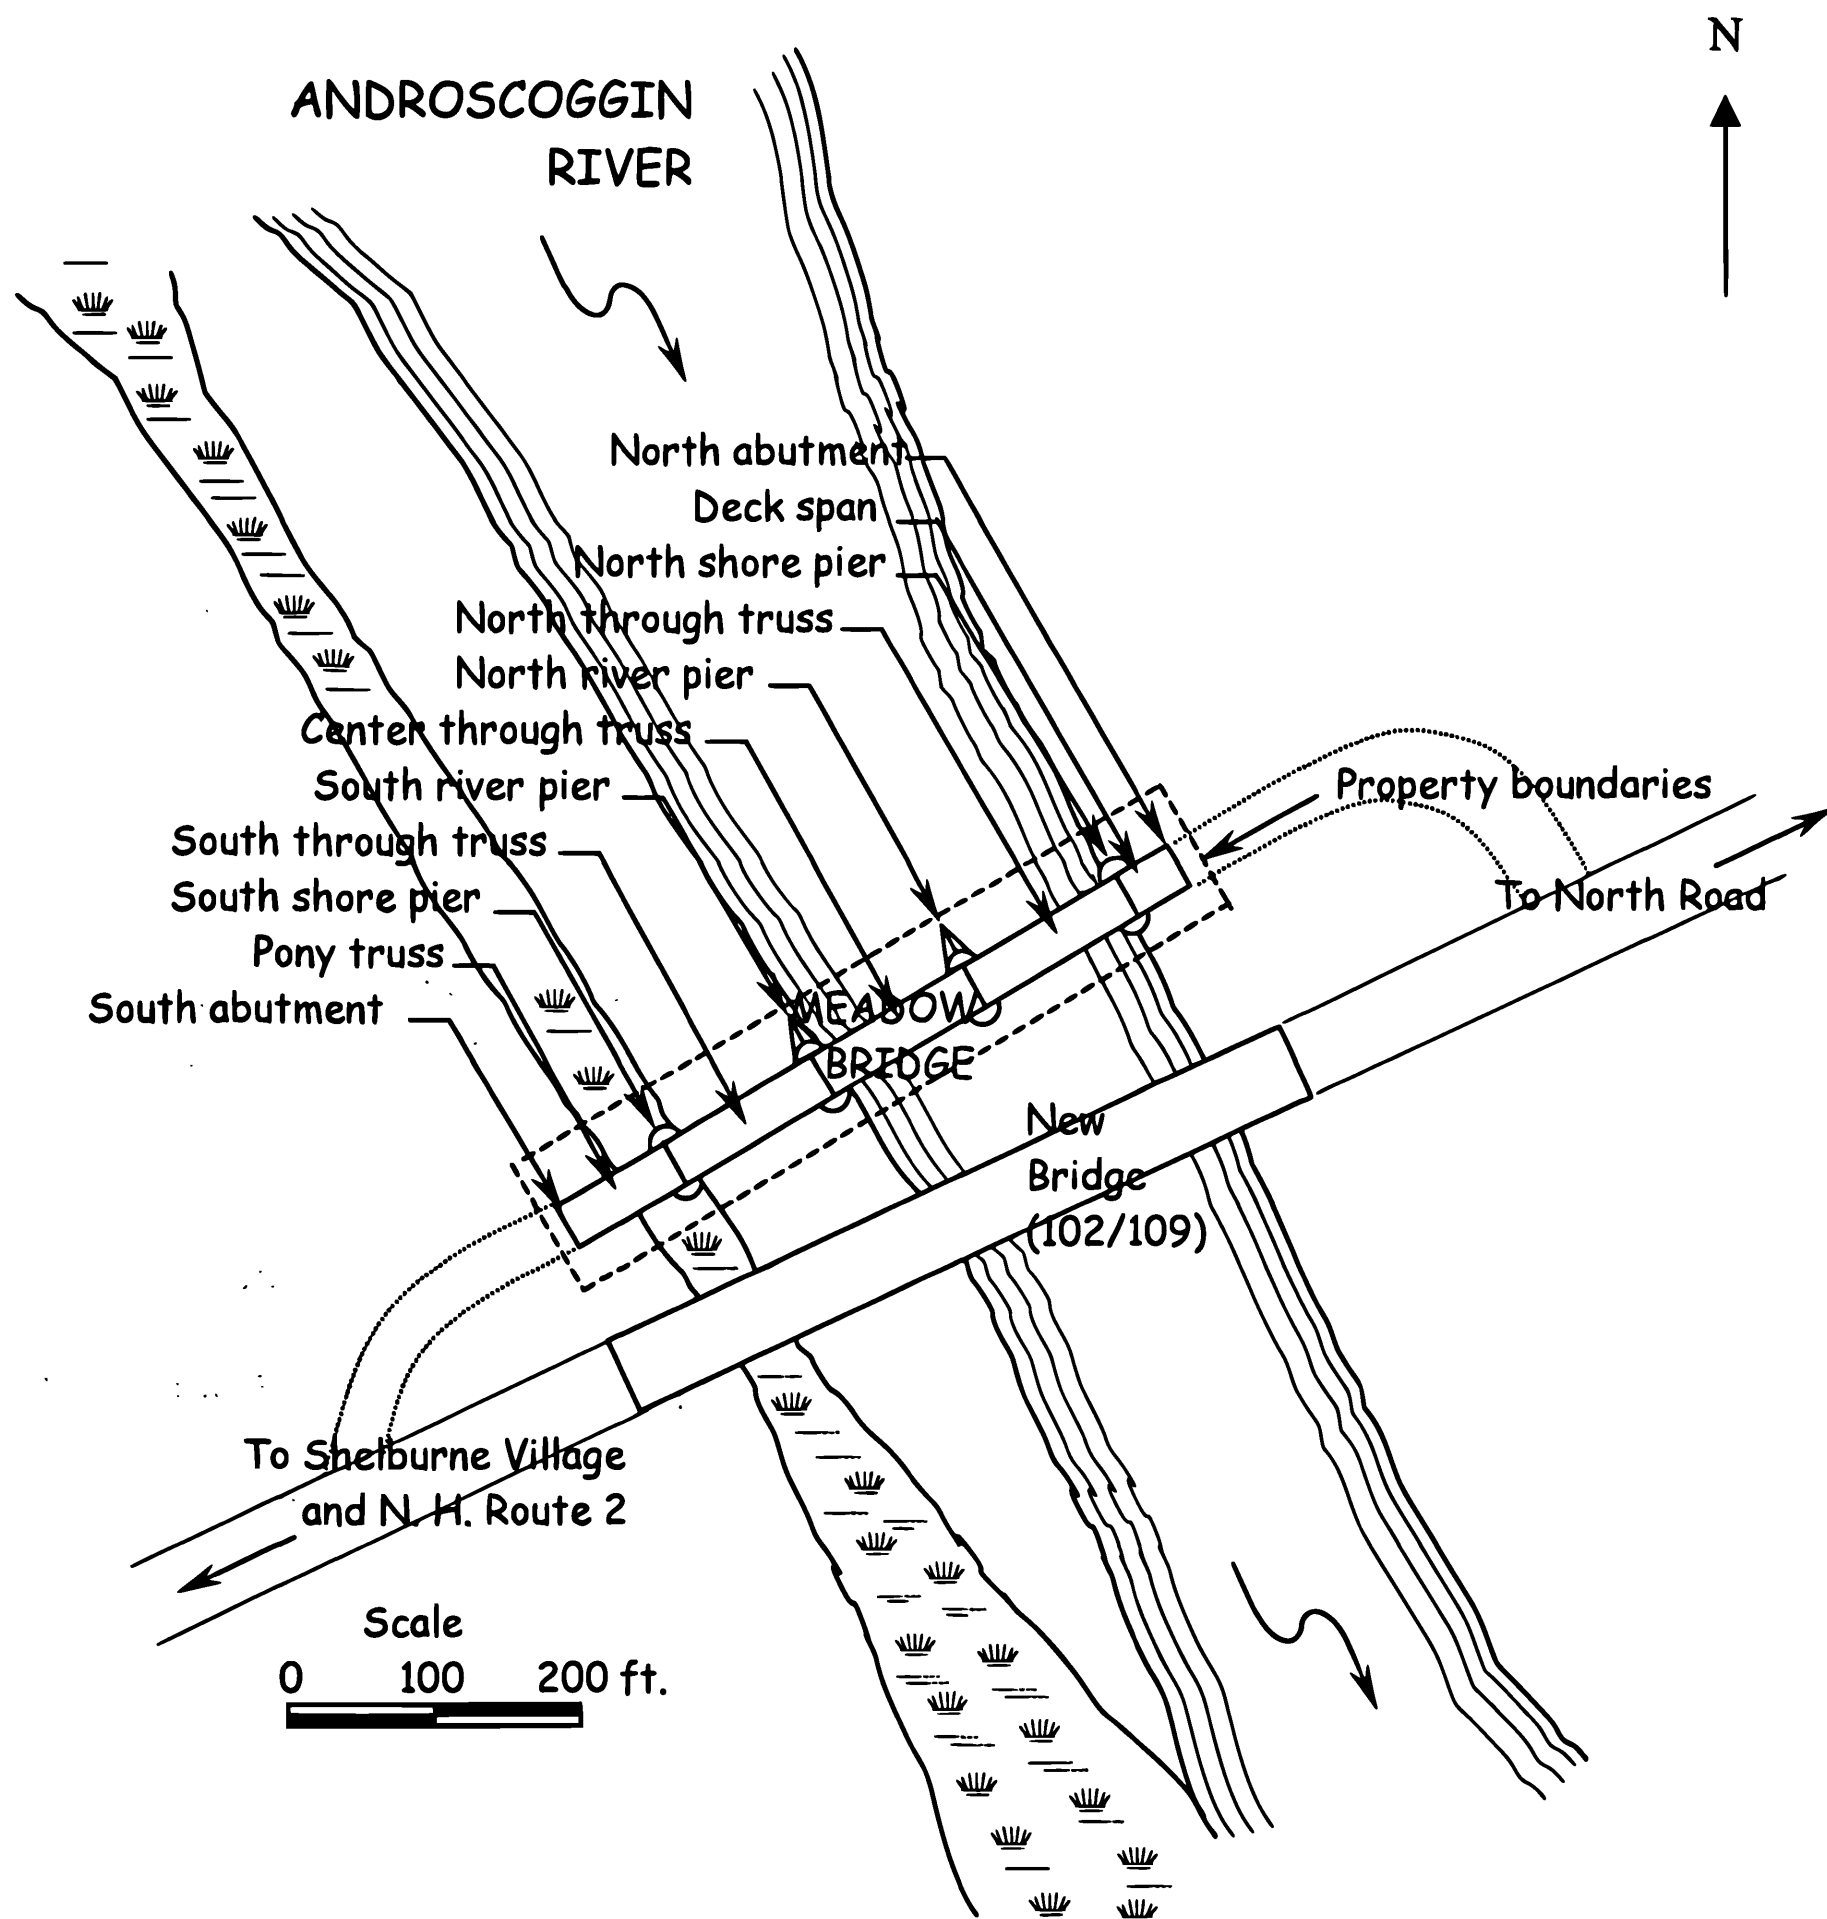 N
ANDROSCOGGIN
RIVER
North abutment
Deck span
North shore pier
North through truss
North river pier
Center through truss
South river pier
Property boundaries
South through truss
South shore pier
To North Road
Pony truss
South abutment
MEADOW
BRIDGE
New
Bridge
(102/109)
To Shelburne Village
and N. H. Route 2
Scale
0 100 200 ft.